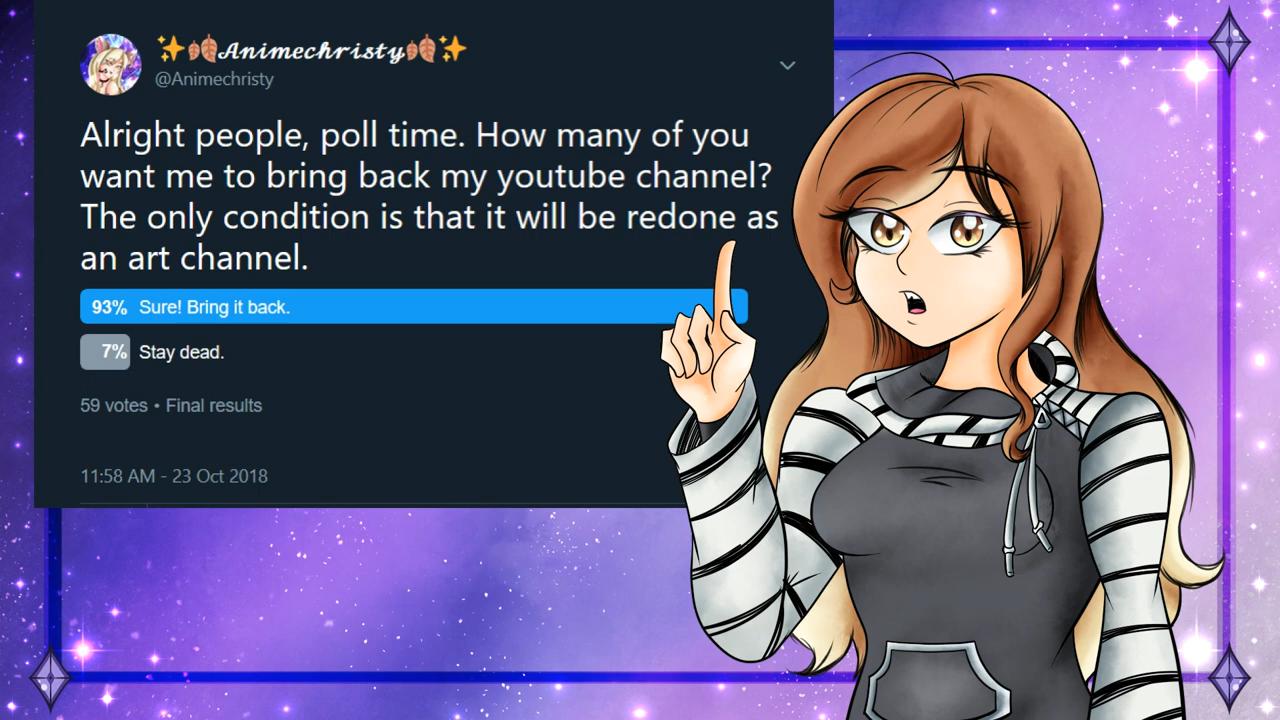 ✨🍂Animechristy🍂✨
@Animechristy
Alright people, poll time. How many of you
want me to bring back my youtube channel?
The only condition is that it will be redone as
an art channel.
93% Sure! Bring it back.
7% Stay dead.
59 votes • Final results
11:58 AM - 23 Oct 2018